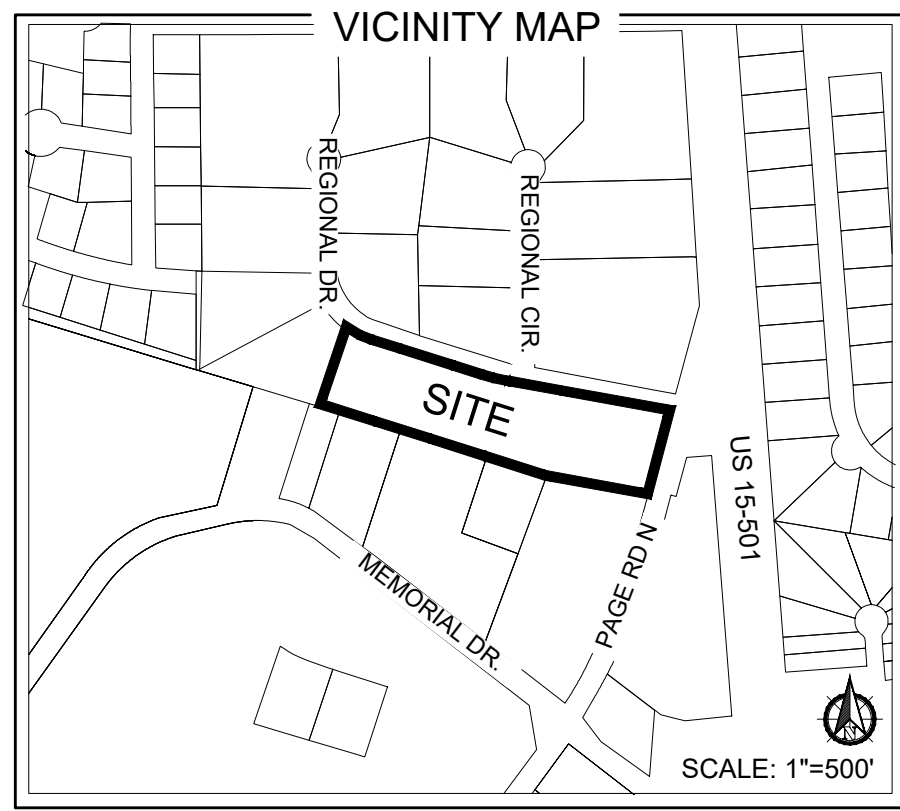 VICINITY MAP
REGIONAL DR.
REGIONAL CIR.
SITE
US 15-501
PAGE RD N
MEMORIAL DR.
N
SCALE: 1"=500'